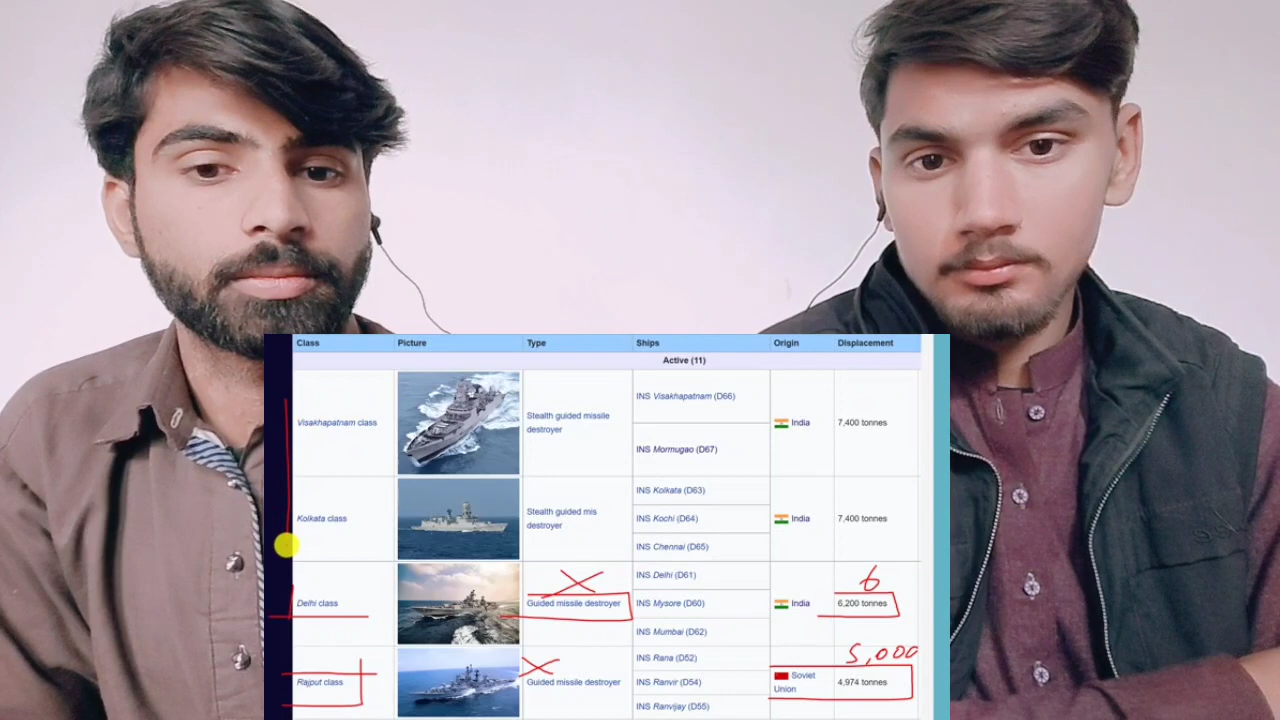 Class Picture Type Ships Origin Displacement
Active (11)
Visakhapatnam class
Stealth guided missile
destroyer
INS Visakhapatnam (D66)
INS Mormugao (D67)
India
7,400 tonnes
Kolkata class
Stealth guided mis
destroyer
INS Kolkata (D63)
INS Kochi (D64)
INS Chennai (D65)
India
7,400 tonnes
Delhi class
Guided missile destroyer
INS Delhi (D61)
INS Mysore (D60)
INS Mumbai (D62)
India
6
6,200 tonnes
Rajput class
Guided missile destroyer
INS Rana (D52)
INS Ranvir (D54)
INS Ranvijay (D55)
Soviet
Union
5,000
4,974 tonnes